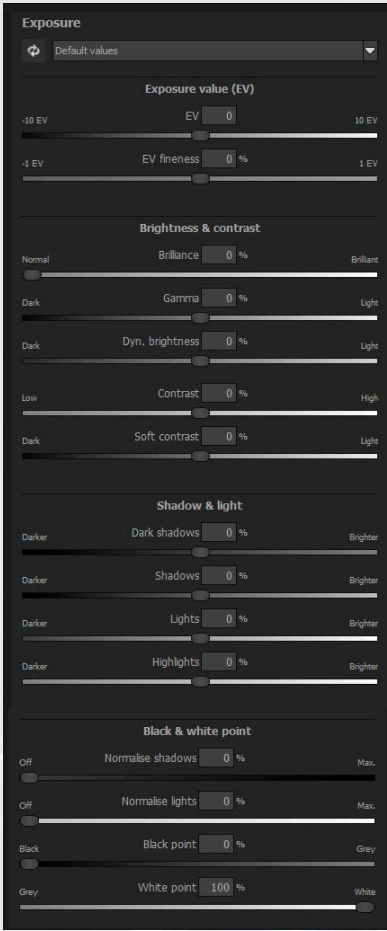 Exposure
Default values
Exposure value (EV)
-10 EV EV 0 10 EV
-1 EV EV fineness 0 % 1 EV
Brightness & contrast
Normal Brilliance 0 % Brilliant
Dark Gamma 0 % Light
Dark Dyn. brightness 0 % Light
Low Contrast 0 % High
Dark Soft contrast 0 % Light
Shadow & light
Darker Dark shadows 0 % Brighter
Darker Shadows 0 % Brighter
Darker Lights 0 % Brighter
Darker Highlights 0 % Brighter
Black & white point
Off Normalise shadows 0 % Max.
Off Normalise lights 0 % Max.
Black Black point 0 % Grey
Grey White point 100 % White